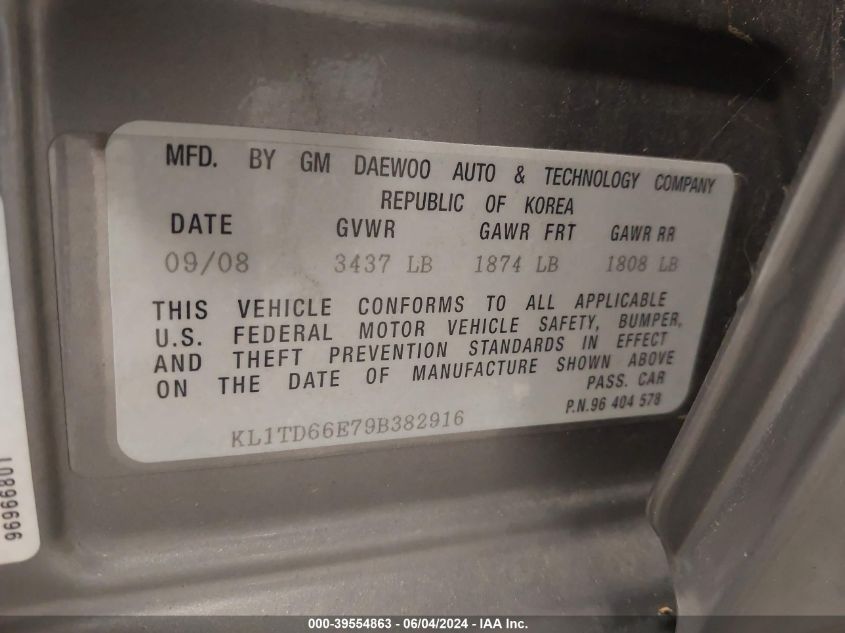 MFD. BY GM DAEWOO AUTO & TECHNOLOGY COMPANY
REPUBLIC OF KOREA
DATE GVWR GAWR FRT GAWR RR
09/08 3437 LB 1874 LB 1808 LB
THIS VEHICLE CONFORMS TO ALL APPLICABLE
U.S. FEDERAL MOTOR VEHICLE SAFETY, BUMPER,
AND THEFT PREVENTION STANDARDS IN EFFECT
ON THE DATE OF MANUFACTURE SHOWN ABOVE
PASS. CAR
P.N.96 404 578
KL1TD66E79B382916
96966801
000-39554863 - 06/04/2024 - IAA Inc.